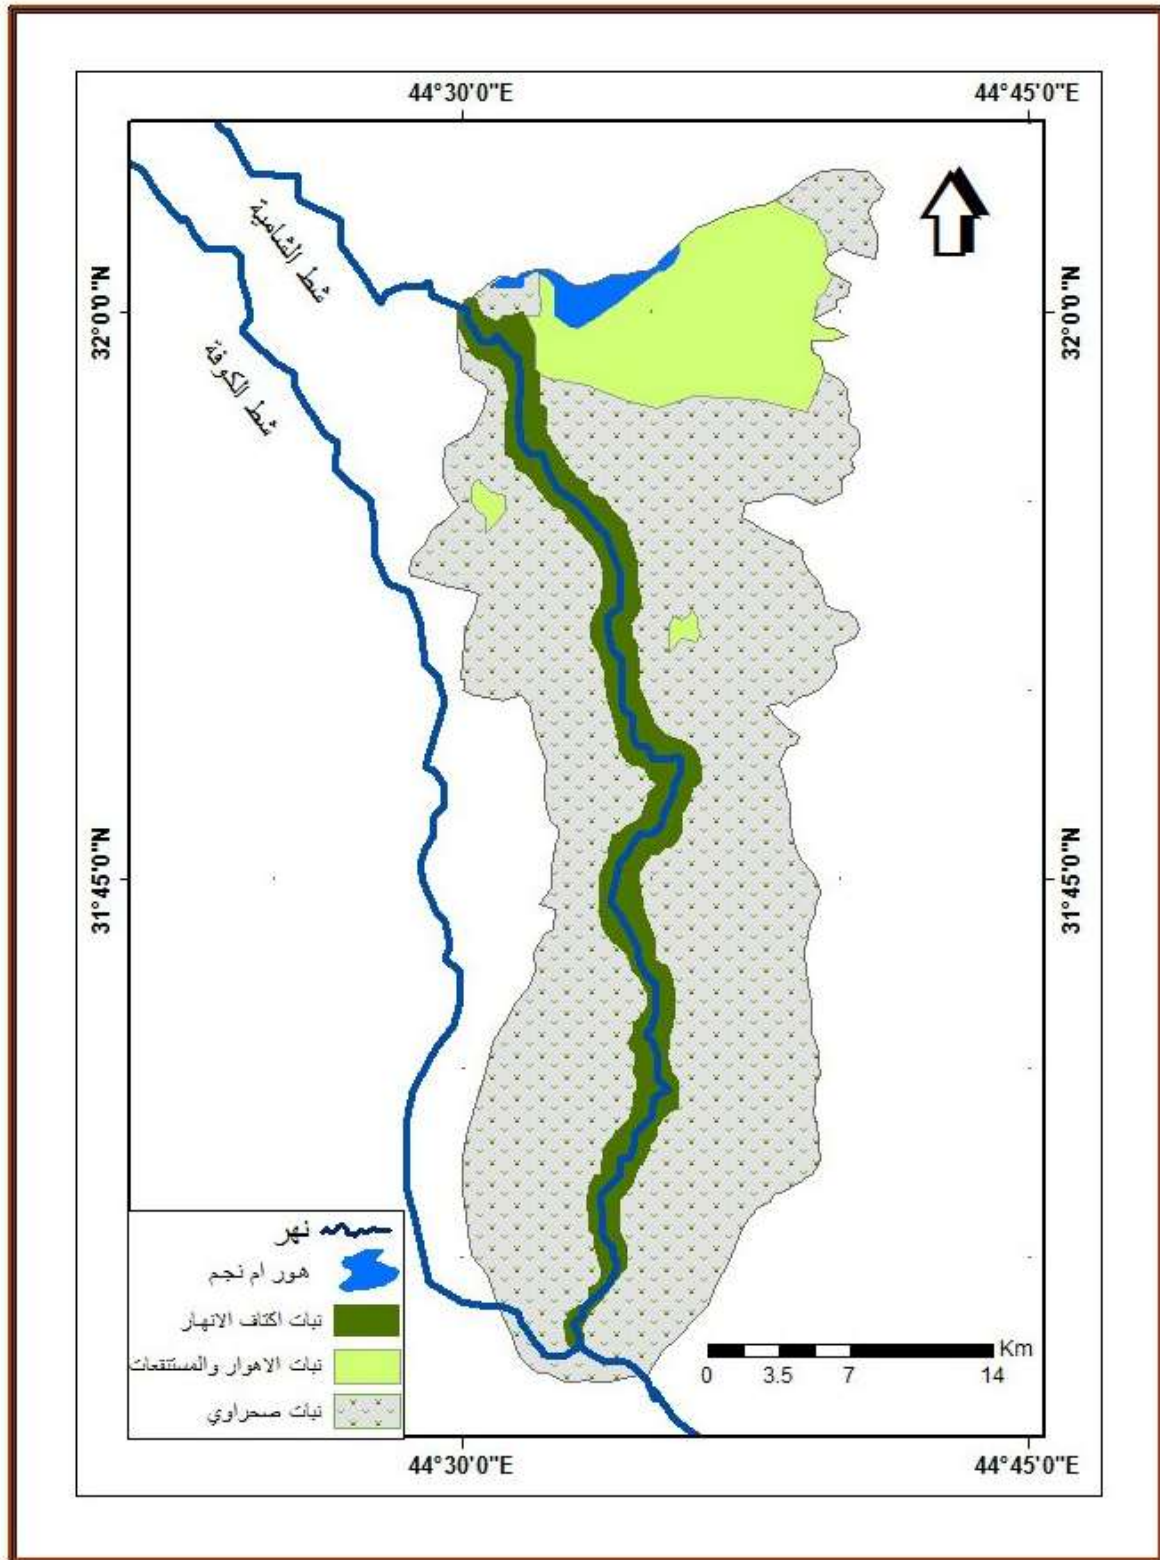 44°30'0"E
44°45'0"E
32°0'0"N
32°0'0"N
شط الشامية
شط الكوفة
31°45'0"N
31°45'0"N
نهر
هور ام نجم
نبات اكتاف الانهار
نبات الاهوار والمستنقعات
نبات صحراوي
Km
0 3.5 7 14
44°30'0"E
44°45'0"E